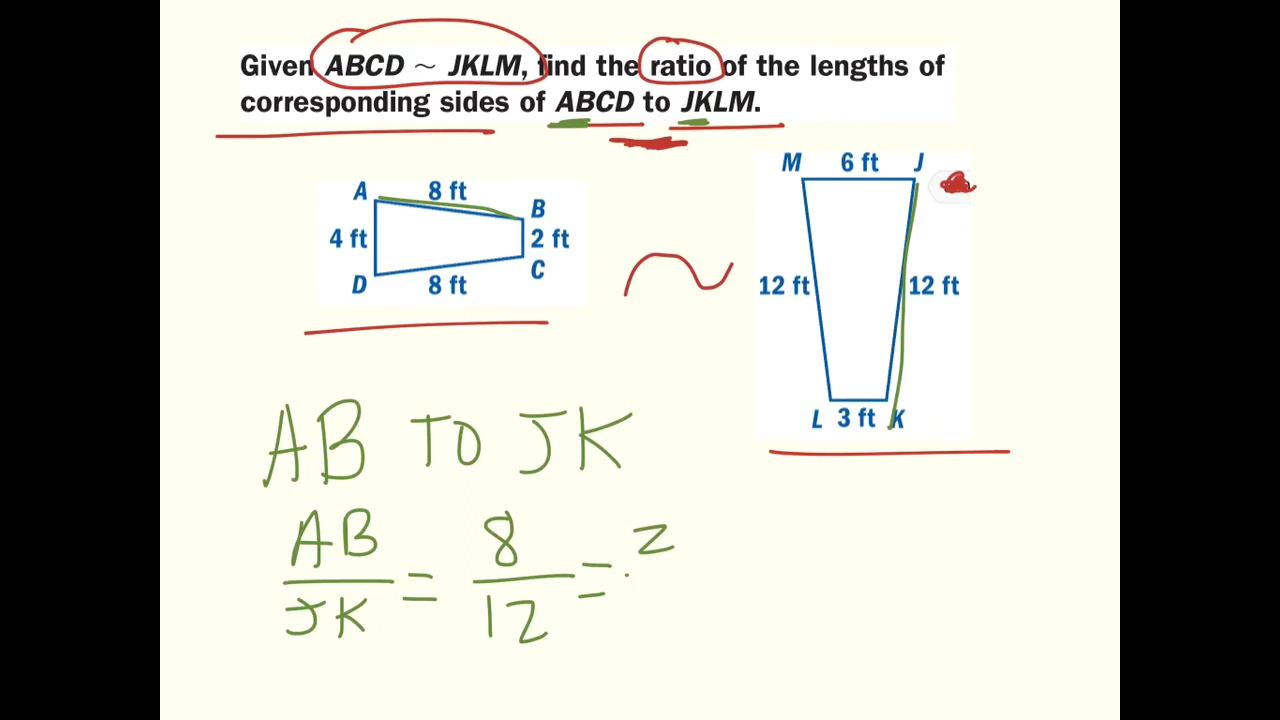 Given ABCD ~ JKLM, find the ratio of the lengths of
corresponding sides of ABCD to JKLM.
A 8 ft B
4 ft 2 ft
D 8 ft C
M 6 ft J
12 ft 12 ft
L 3 ft K
AB TO JK
AB/JK = 8/12 = 2